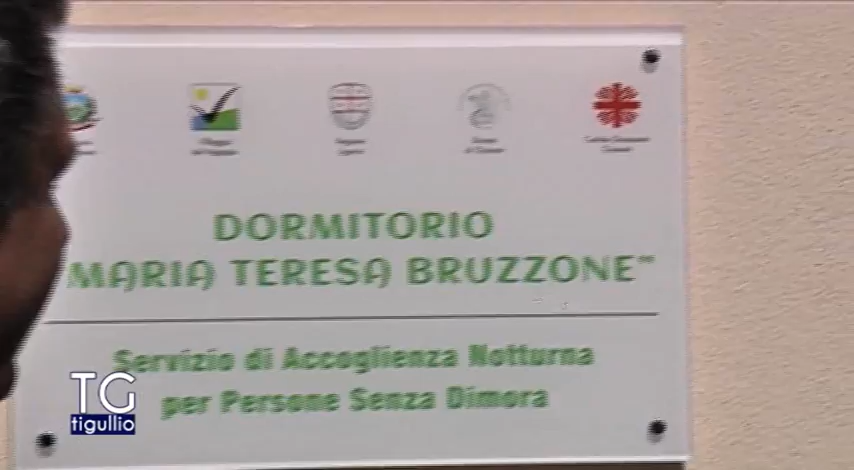 DORMITORIO
MARIA TERESA BRUZZONE"
Servizio di Accoglienza Notturna
per Persone Senza Dimora
TG
tigullio